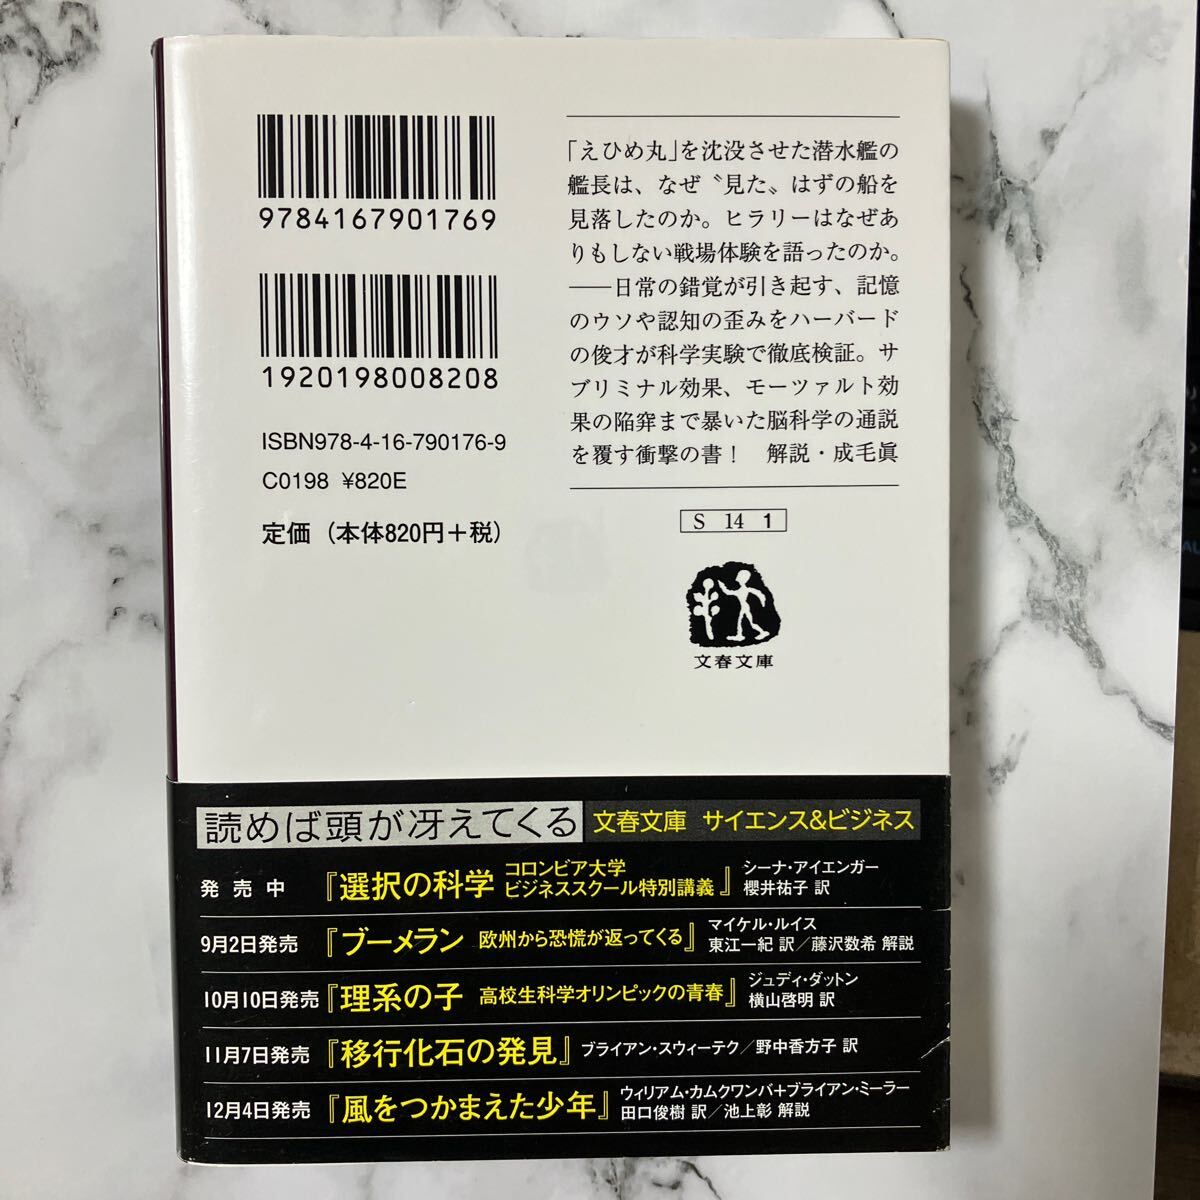 9784167901769
1920198008208
ISBN978-4-16-790176-9
C0198 ¥820E
定価（本体820円＋税）
「えひめ丸」を沈没させた潜水艦の
艦長は、なぜ〝見た〟はずの船を
見落したのか。ヒラリーはなぜあ
りもしない戦場体験を語ったのか。
――日常の錯覚が引き起す、記憶
のウソや認知の歪みをハーバード
の俊才が科学実験で徹底検証。サ
ブリミナル効果、モーツァルト効
果の陥穽まで暴いた脳科学の通説
を覆す衝撃の書！ 解説・成毛眞
S 14 1
文春文庫
読めば頭が冴えてくる 文春文庫 サイエンス&ビジネス
発売中 『選択の科学 コロンビア大学 ビジネススクール特別講義』 シーナ・アイエンガー
櫻井祐子 訳
9月2日発売 『ブーメラン 欧州から恐慌が返ってくる』 マイケル・ルイス
東江一紀 訳／藤沢数希 解説
10月10日発売 『理系の子 高校生科学オリンピックの青春』 ジュディ・ダットン
横山啓明 訳
11月7日発売 『移行化石の発見』 ブライアン・スウィーテク／野中香方子 訳
12月4日発売 『風をつかまえた少年』 ウィリアム・カムクワンバ＋ブライアン・ミーラー
田口俊樹 訳／池上彰 解説